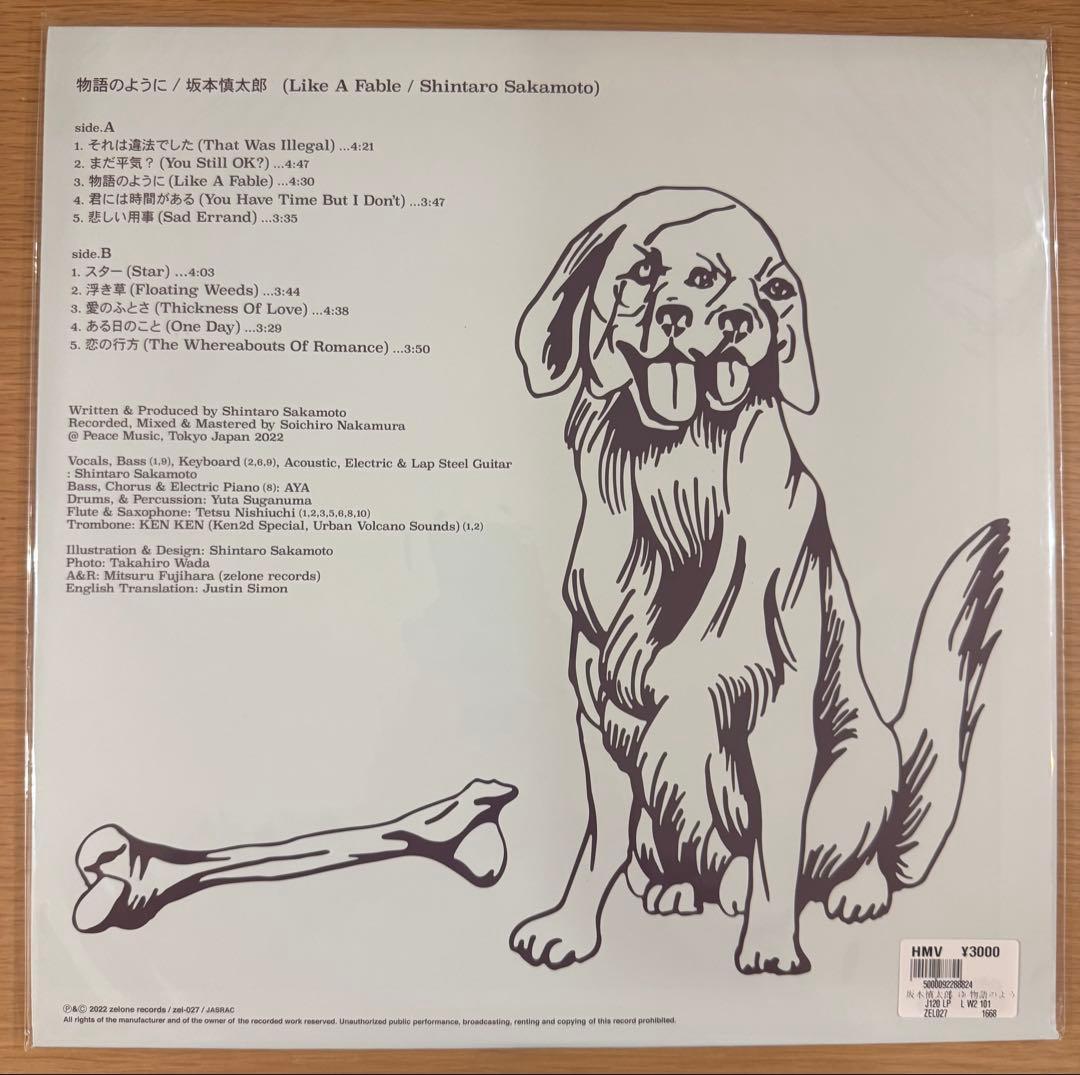 物語のように / 坂本慎太郎 (Like A Fable / Shintaro Sakamoto)
side.A
1. それは違法でした (That Was Illegal) ...4:21
2. まだ平気？ (You Still OK?) ...4:47
3. 物語のように (Like A Fable) ...4:30
4. 君には時間がある (You Have Time But I Don't) ...3:47
5. 悲しい用事 (Sad Errand) ...3:35
side.B
1. スター (Star) ...4:03
2. 浮き草 (Floating Weeds) ...3:44
3. 愛のふとさ (Thickness Of Love) ...4:38
4. ある日のこと (One Day) ...3:29
5. 恋の行方 (The Whereabouts Of Romance) ...3:50
Written & Produced by Shintaro Sakamoto
Recorded, Mixed & Mastered by Soichiro Nakamura
@ Peace Music, Tokyo Japan 2022
Vocals, Bass (1,9), Keyboard (2,6,9), Acoustic, Electric & Lap Steel Guitar
: Shintaro Sakamoto
Bass, Chorus & Electric Piano (8): AYA
Drums, & Percussion: Yuta Suganuma
Flute & Saxophone: Tetsu Nishiuchi (1,2,3,5,6,8,10)
Trombone: KEN KEN (Ken2d Special, Urban Volcano Sounds) (1,2)
Illustration & Design: Shintaro Sakamoto
Photo: Takahiro Wada
A&R: Mitsuru Fujihara (zelone records)
English Translation: Justin Simon
HMV ¥3000
5000092288824
坂本慎太郎 ゆ 物語のよう
J120 LP L W2 101
ZEL027 1668
Ⓟ&Ⓒ 2022 zelone records / zel-027 / JASRAC
All rights of the manufacturer and of the owner of the recorded work reserved. Unauthorized public performance, broadcasting, renting and copying of this record prohibited.